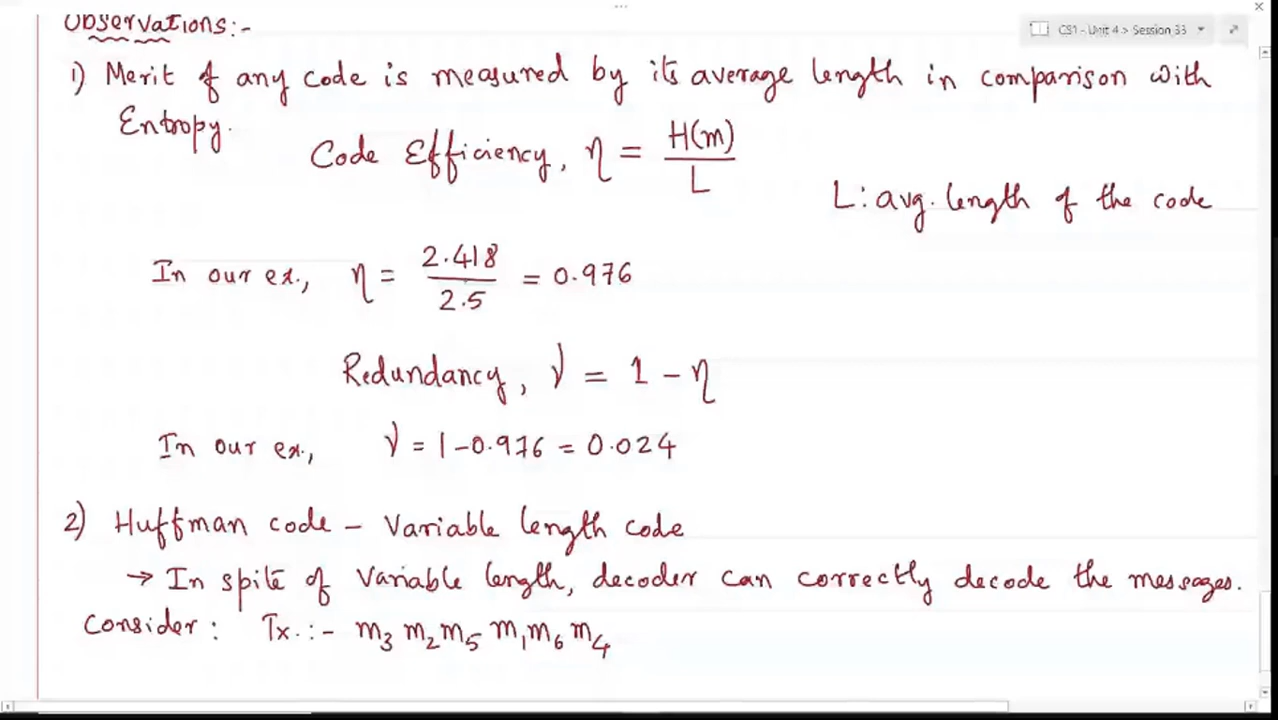 Observations:-
CS1 - Unit 4 > Session 33
1) Merit of any code is measured by its average length in comparison with
Entropy.
Code Efficiency, η = H(m) / L
L: avg. length of the code
In our ex., η = 2.418 / 2.5 = 0.976
Redundancy, γ = 1 - η
In our ex., γ = 1-0.976 = 0.024
2) Huffman code - Variable length code
→ In spite of Variable length, decoder can correctly decode the messages.
Consider: Tx.:- m₃ m₂ m₅ m₁ m₆ m₄